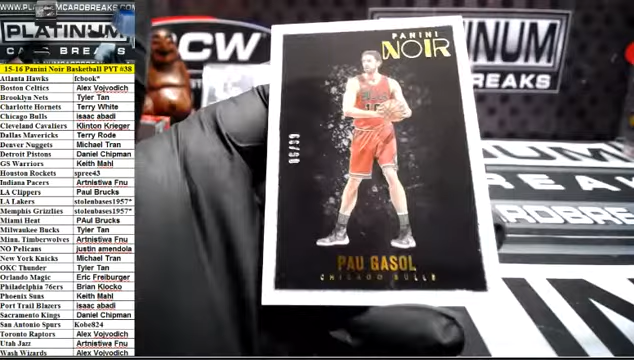 WWW.PLATINUMCARDBREAKS.COM
PLATINUM
CARD BREAKS
15-16 Panini Noir Basketball PYT #38
Atlanta Hawks fcbook*
Boston Celtics Alex Vojvodich
Brooklyn Nets Tyler Tan
Charlotte Hornets Terry White
Chicago Bulls isaac abadi
Cleveland Cavaliers Klinton Krieger
Dallas Mavericks Terry Rode
Denver Nuggets Michael Tran
Detroit Pistons Daniel Chipman
GS Warriors Keith Mahl
Houston Rockets spree43
Indiana Pacers Artnistiwa Fnu
LA Clippers Paul Brucks
LA Lakers stolenbases1957*
Memphis Grizzlies stolenbases1957*
Miami Heat PAul Brucks
Milwaukee Bucks Tyler Tan
Minn. Timberwolves Artnistiwa Fnu
NO Pelicans justin amendola
New York Knicks Michael Tran
OKC Thunder Tyler Tan
Orlando Magic Eric Freiburger
Philadelphia 76ers Brian Klocko
Phoenix Suns Keith Mahl
Port Trail Blazers isaac abadi
Sacramento Kings Daniel Chipman
San Antonio Spurs Kobe824
Toronto Raptors Alex Vojvodich
Utah Jazz Artnistiwa Fnu
Wash Wizards Alex Vojvodich
CW
PANINI
NOIR
PAU GASOL
CHICAGO BULLS
INUM